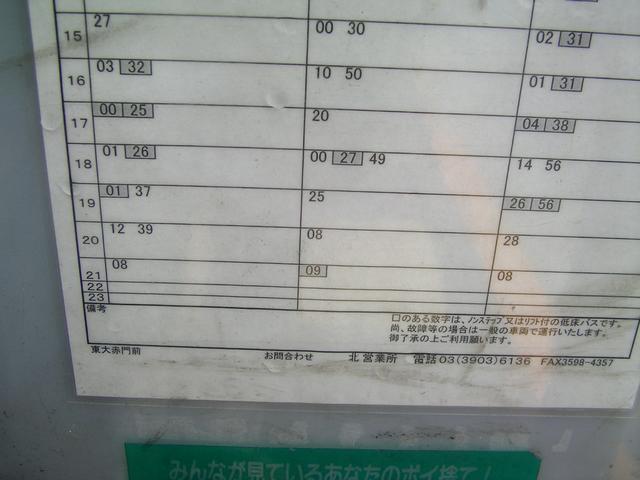 15 27 00 30 02 31
16 03 32 10 50 01 31
17 00 25 20 04 38
18 01 26 00 27 49 14 56
19 01 37 25 26 56
20 12 39 08 28
21 08 09 08
22
23
備考
口のある数字は、ノンステップ又はリフト付の低床バスです。
尚、故障等の場合は一般の車両で運行いたします。
御了承の上ご利用願います。
東大赤門前
お問合わせ 北営業所 電話03(3903)6136 FAX3598-4357
みんなが見ているあなたのポイ捨て!